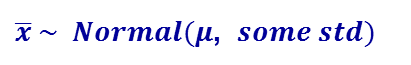 x̅ ~ Normal(μ, some std)